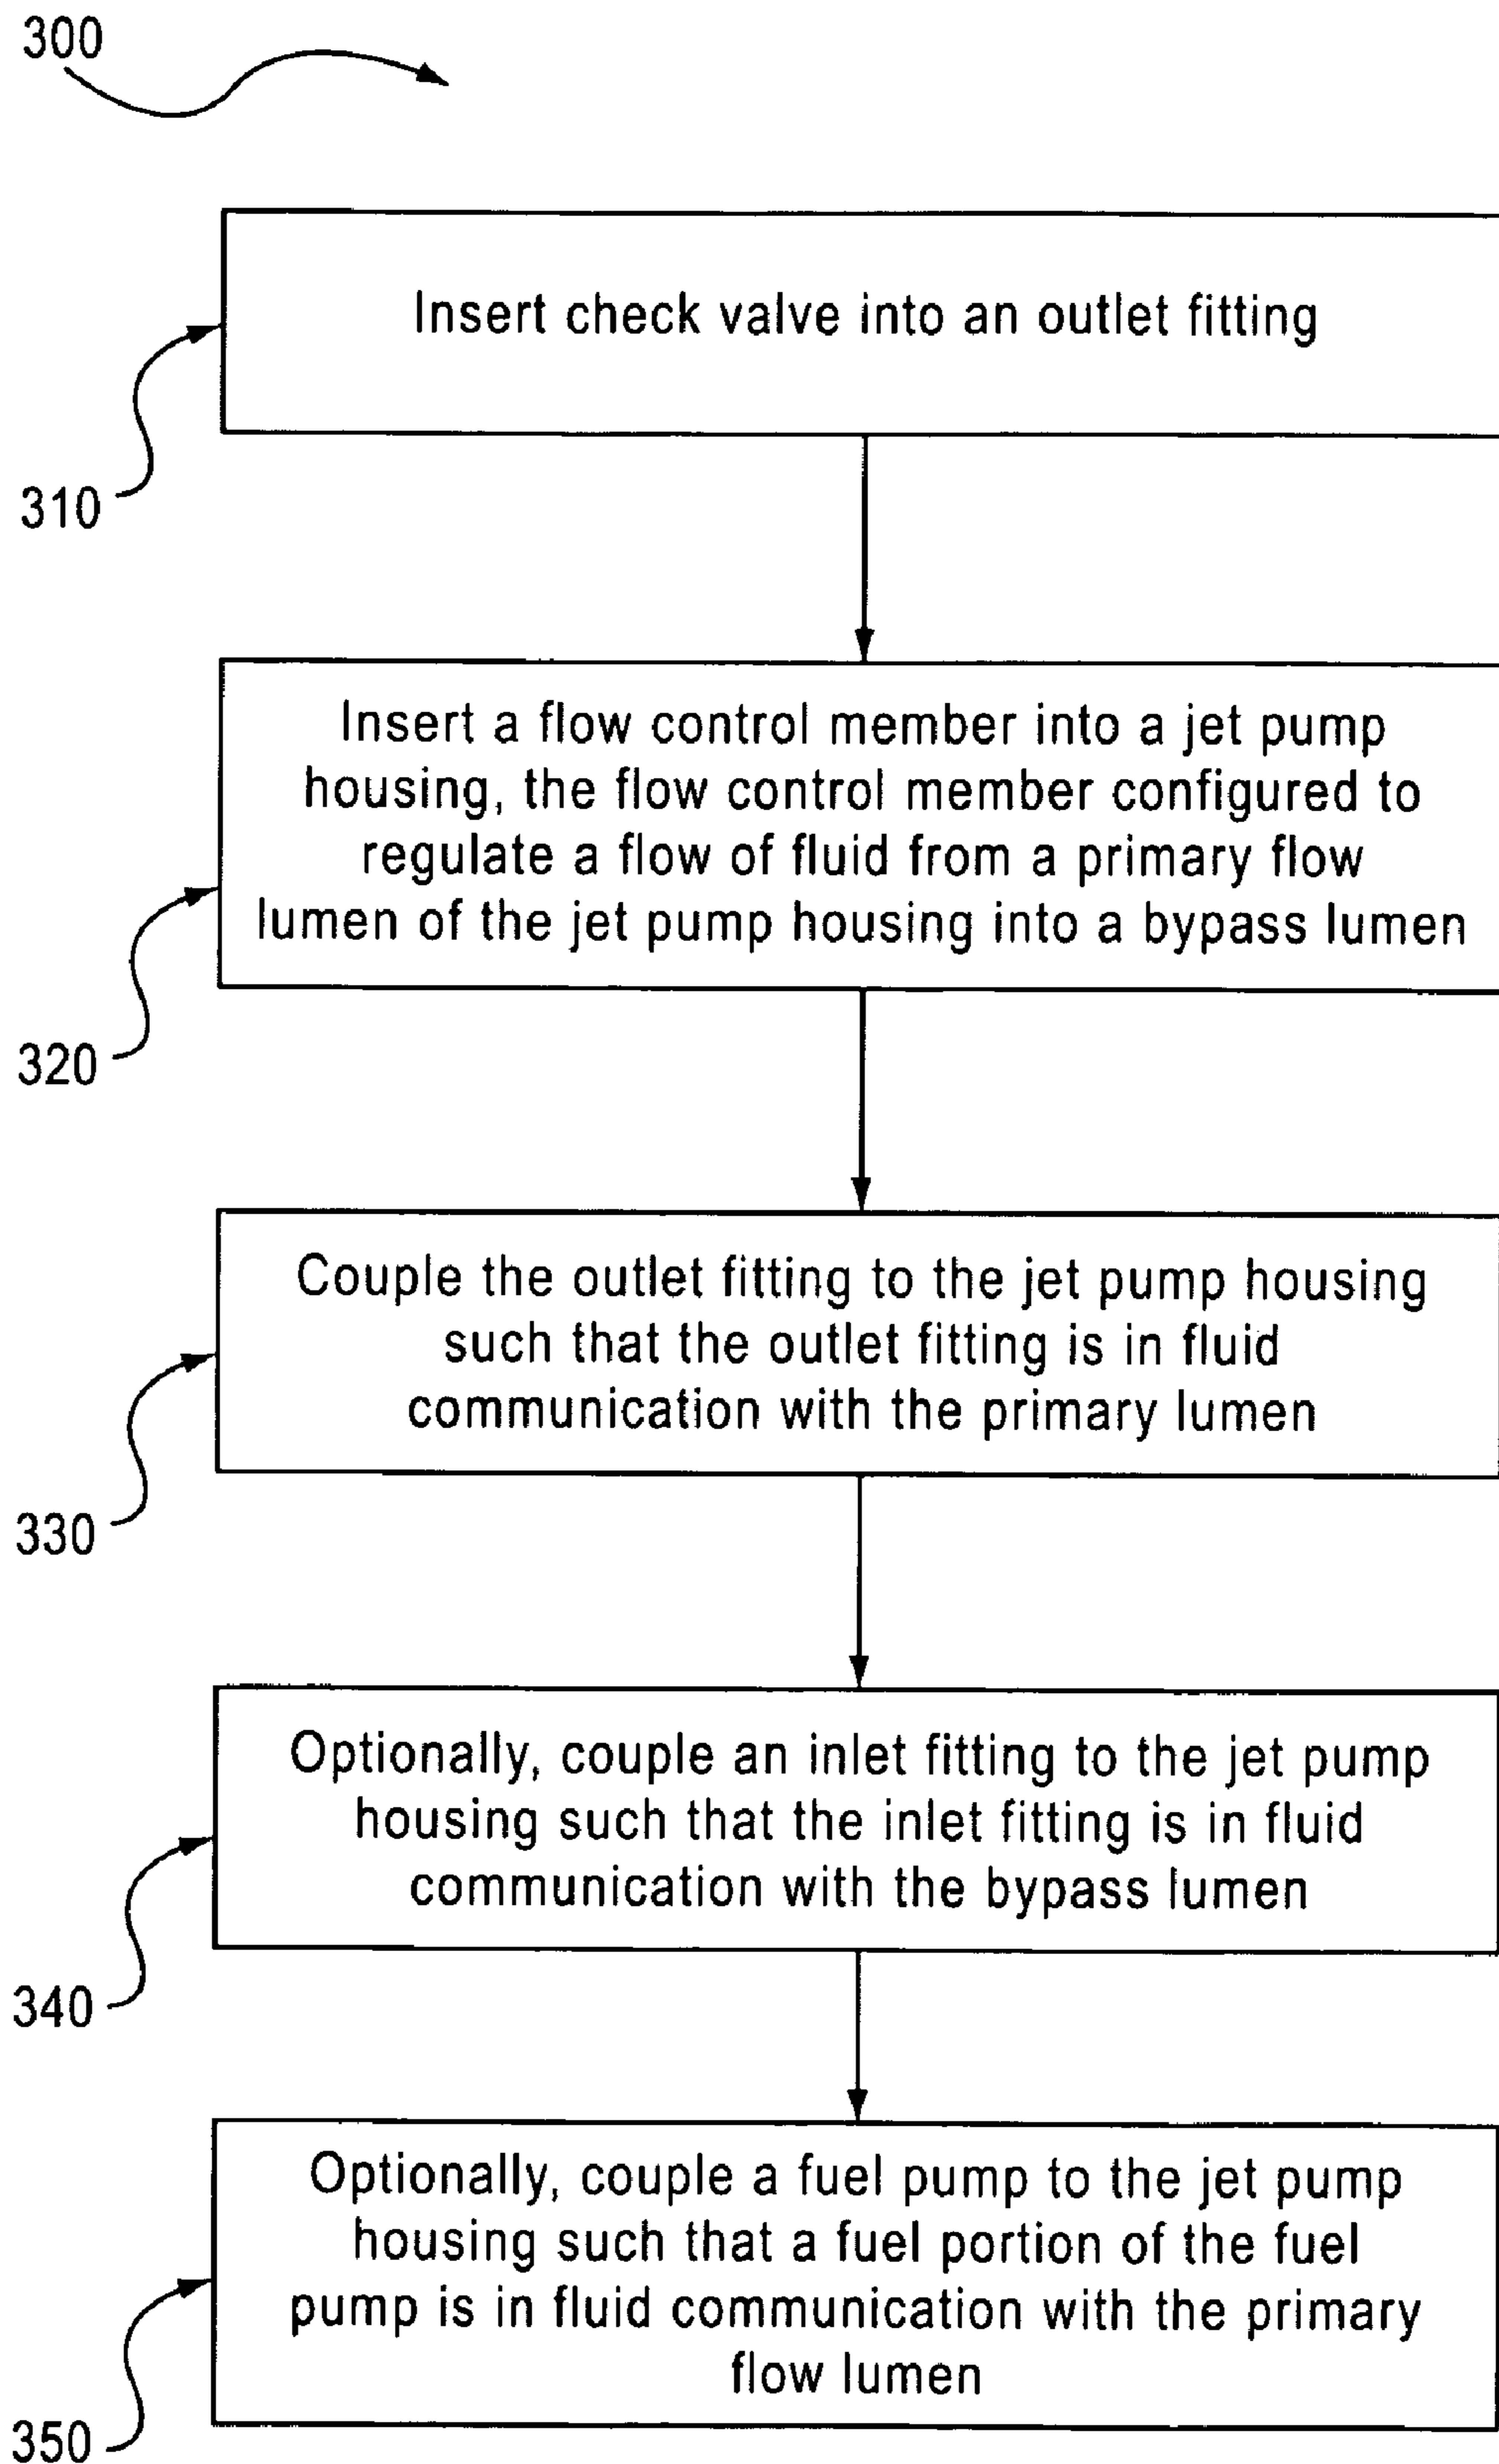 300
Insert check valve into an outlet fitting
310
Insert a flow control member into a jet pump
housing, the flow control member configured to
regulate a flow of fluid from a primary flow
lumen of the jet pump housing into a bypass lumen
320
Couple the outlet fitting to the jet pump housing
such that the outlet fitting is in fluid
communication with the primary lumen
330
Optionally, couple an inlet fitting to the jet pump
housing such that the inlet fitting is in fluid
communication with the bypass lumen
340
Optionally, couple a fuel pump to the jet pump
housing such that a fuel portion of the fuel
pump is in fluid communication with the primary
flow lumen
350